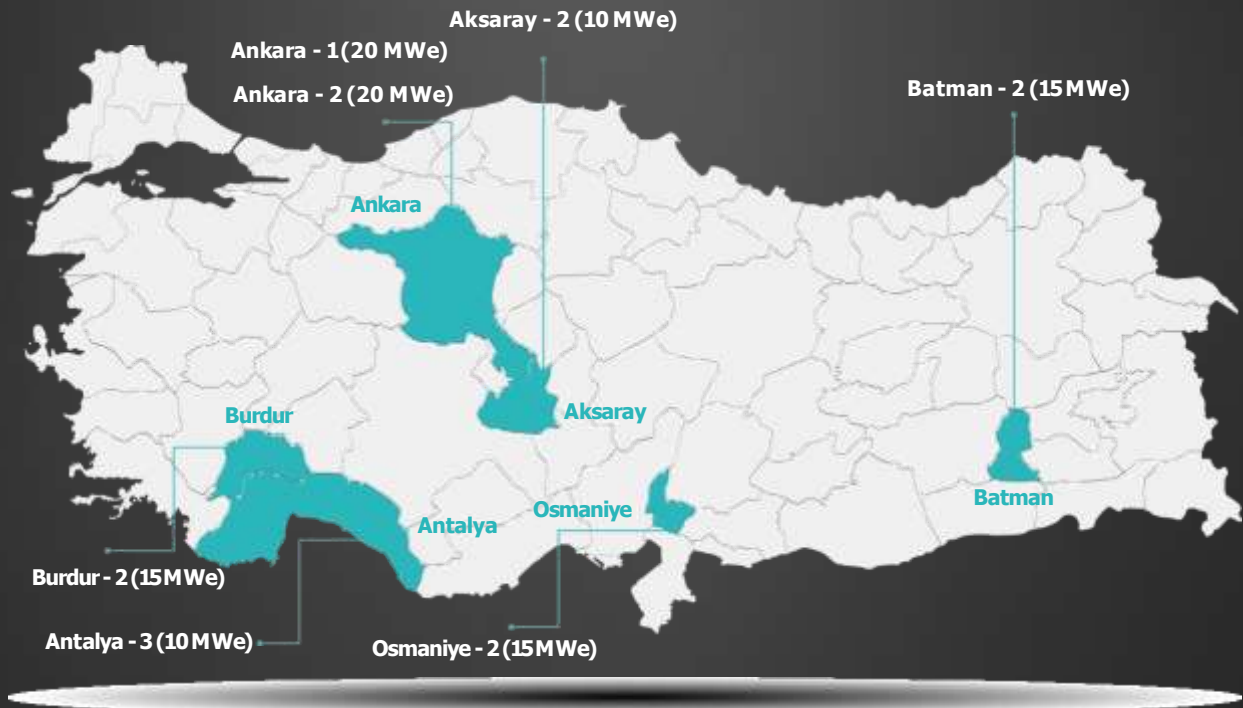 Aksaray - 2 (10 MWe)
Ankara - 1 (20 MWe)
Ankara - 2 (20 MWe)
Batman - 2 (15 MWe)
Ankara
Burdur
Aksaray
Batman
Osmaniye
Antalya
Burdur - 2 (15 MWe)
Antalya - 3 (10 MWe)
Osmaniye - 2 (15 MWe)